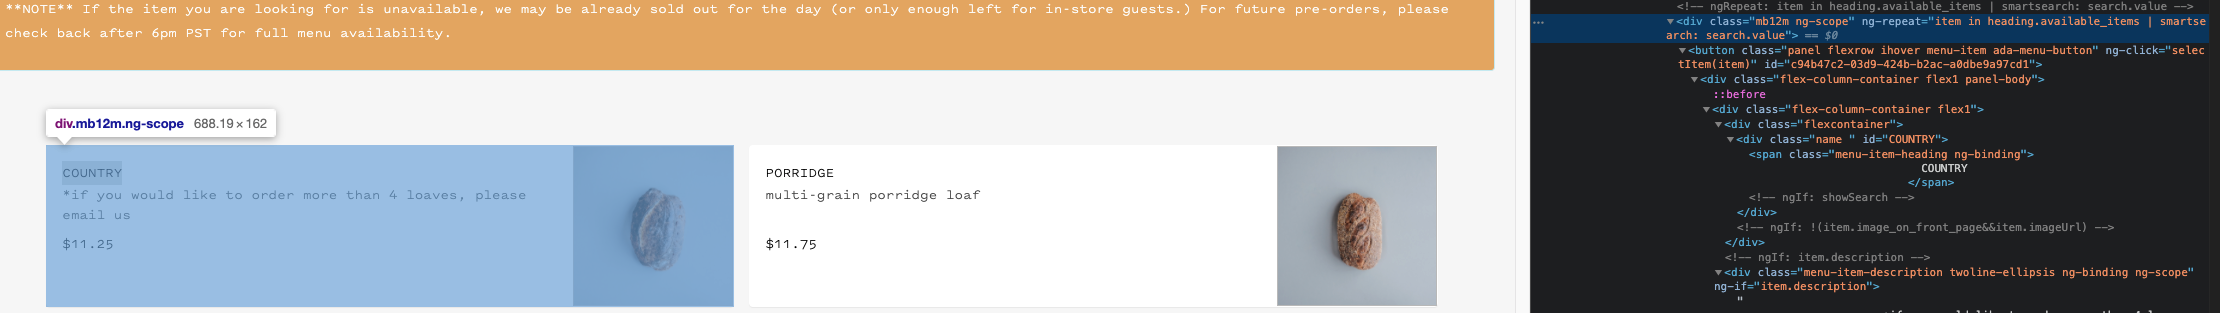 **NOTE** If the item you are looking for is unavailable, we may be already sold out for the day (or only enough left for in-store guests.) For future pre-orders, please
check back after 6pm PST for full menu availability.
div.mb12m.ng-scope 688.19 × 162
COUNTRY
*if you would like to order more than 4 loaves, please
email us
$11.25
PORRIDGE
multi-grain porridge loaf
$11.75
<!-- ngRepeat: item in heading.available_items | smartsearch: search.value -->
<div class="mb12m ng-scope" ng-repeat="item in heading.available_items | smartse
arch: search.value"> == $0
<button class="panel flexrow ihover menu-item ada-menu-button" ng-click="selec
tItem(item)" id="c94b47c2-03d9-424b-b2ac-a0dbe9a97cd1">
<div class="flex-column-container flex1 panel-body">
::before
<div class="flex-column-container flex1">
<div class="flexcontainer">
<div class="name " id="COUNTRY">
<span class="menu-item-heading ng-binding">
COUNTRY
</span>
<!-- ngIf: showSearch -->
</div>
<!-- ngIf: !(item.image_on_front_page&&item.imageUrl) -->
</div>
<!-- ngIf: item.description -->
<div class="menu-item-description twoline-ellipsis ng-binding ng-scope"
ng-if="item.description">
"